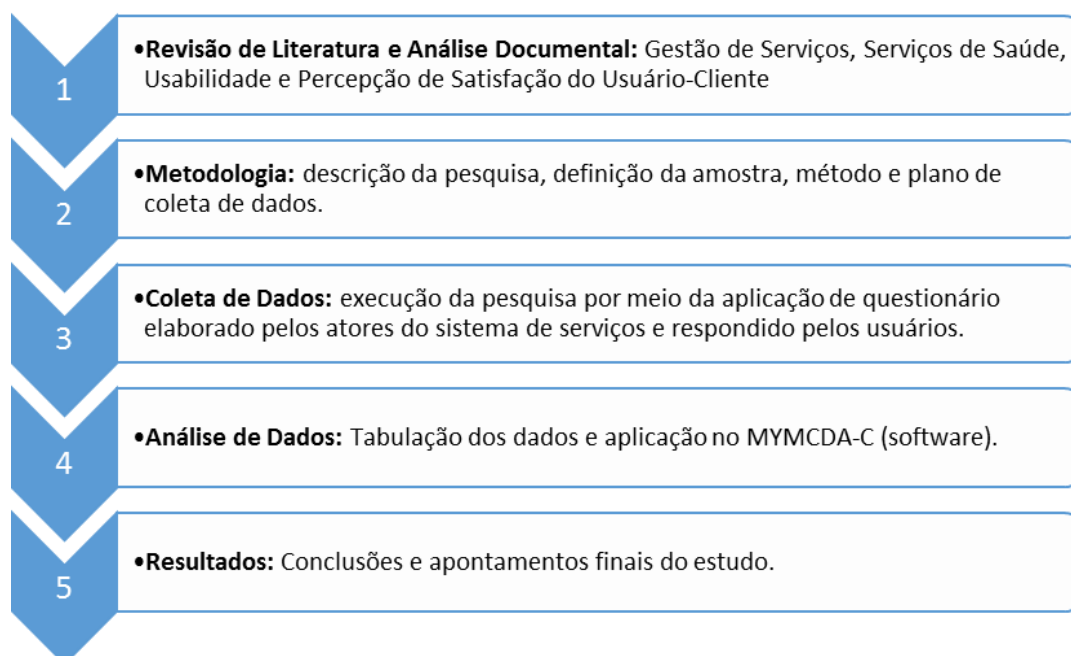 1
•Revisão de Literatura e Análise Documental: Gestão de Serviços, Serviços de Saúde,
Usabilidade e Percepção de Satisfação do Usuário-Cliente
2
•Metodologia: descrição da pesquisa, definição da amostra, método e plano de
coleta de dados.
3
•Coleta de Dados: execução da pesquisa por meio da aplicação de questionário
elaborado pelos atores do sistema de serviços e respondido pelos usuários.
4
•Análise de Dados: Tabulação dos dados e aplicação no MYMCDA-C (software).
5
•Resultados: Conclusões e apontamentos finais do estudo.